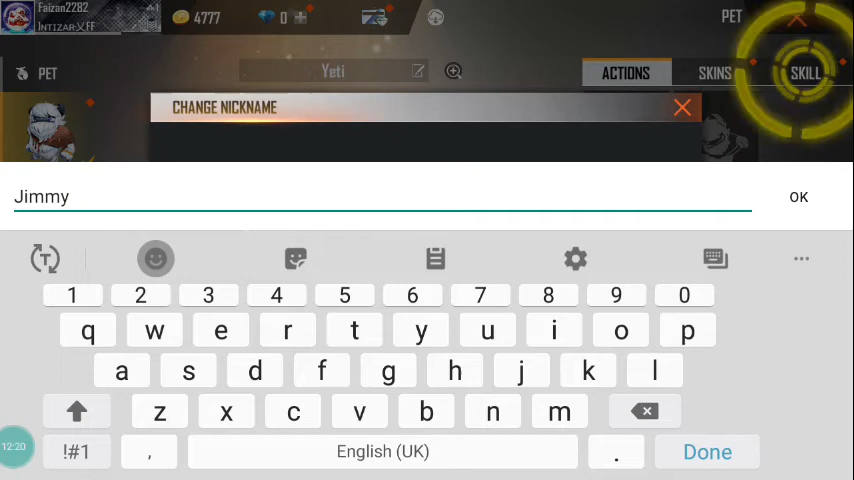 Faizan2282
INTIZAR乂FF
4777
0
PET
PET
Yeti
ACTIONS
SKINS
SKILL
CHANGE NICKNAME
Jimmy
OK
1 2 3 4 5 6 7 8 9 0
q w e r t y u i o p
a s d f g h j k l
z x c v b n m
!#1 , English (UK) . Done
12:20